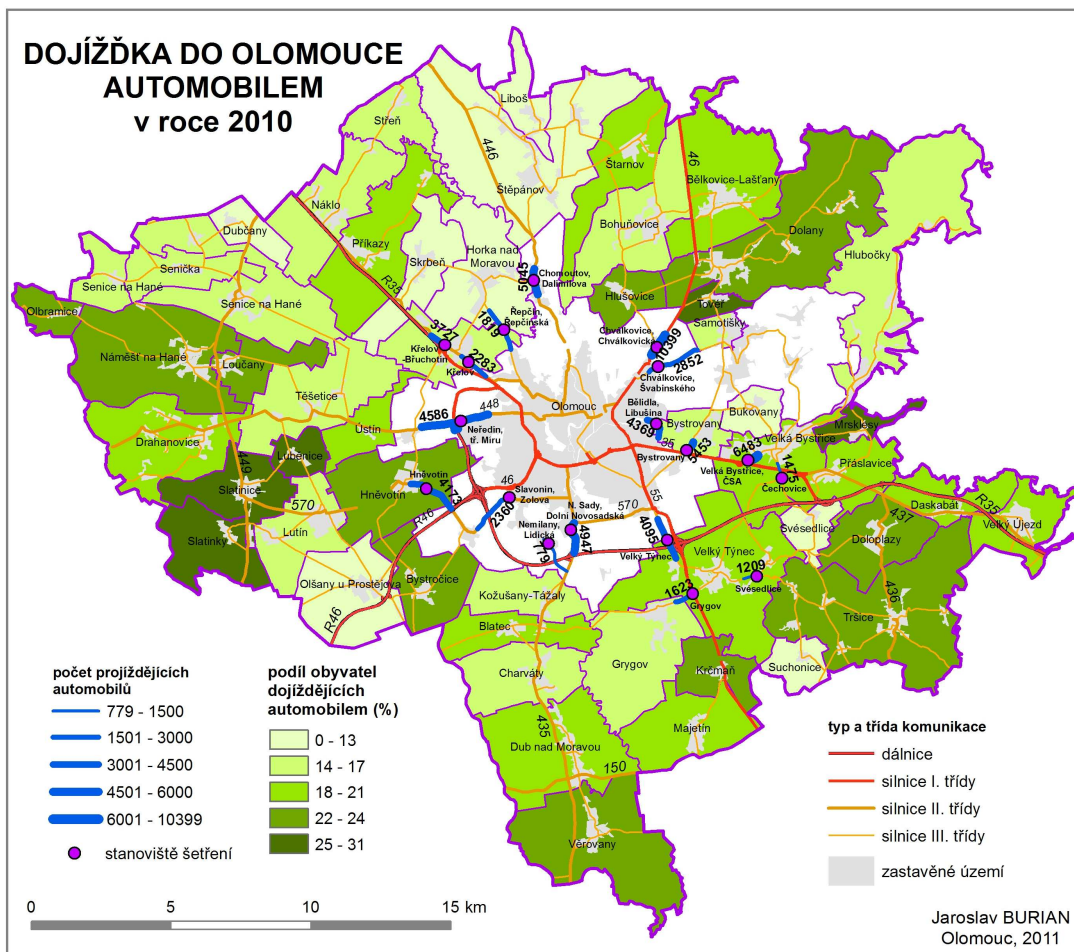 DOJÍŽĎKA DO OLOMOUCE
AUTOMOBILEM
v roce 2010
Liboš
Střeň
446
46
Štarnov
Bělkovice-Lašťany
Štěpánov
Náklo
Dubčany
Bohuňovice
Dolany
Příkazy
Horka nad
Moravou
Skrbeň
Senička
Hlubočky
Senice na Hané
Senice na Hané
R35
5045
Chomoutov,
Dalimilova
Hlušovice
Tovéř
Olbramice
Samotišky
1819
Řepčín,
Řepčínská
Chválkovice,
Chválkovická
10399
3727
Křelov
-Břuchotín
2283
Křelov
2852
Chválkovice,
Švabinského
Náměšť na Hané
Loučany
Těšetice
448
4586
Neředín,
tř. Míru
Olomouc
Bělidla,
Libušina
4369
Bystrovany
Bukovany
Mrsklesy
Drahanovice
Ústín
35
5453
Bystrovany
6483
Velká Bystřice
Velká Bystřice,
ČSA
1475
Čechovice
Přáslavice
449
Lubenice
Slatinice
570
Hněvotín
4173
Hněvotín
46
Slavonín,
Zolova
2360
N. Sady,
Dolní Novosadská
570
55
Daskabát
R35
437
Velký Újezd
Slatinky
Lutín
R46
Nemilany,
Lidická
779
4947
4095
Velký Týnec
Velký Týnec
Svésedlice
Doloplazy
Olšany u Prostějova
Bystročice
Kožušany-Tážaly
1623
Grygov
1209
Svésedlice
436
Tršice
R46
Blatec
Charváty
Grygov
Krčmaň
Suchonice
435
Majetín
Dub nad Moravou
150
Věrovany
počet projíždějících
automobilů
779 - 1500
1501 - 3000
3001 - 4500
4501 - 6000
6001 - 10399
stanoviště šetření
podíl obyvatel
dojíždějících
automobilem (%)
0 - 13
14 - 17
18 - 21
22 - 24
25 - 31
typ a třída komunikace
dálnice
silnice I. třídy
silnice II. třídy
silnice III. třídy
zastavěné území
0 5 10 15 km
Jaroslav BURIAN
Olomouc, 2011